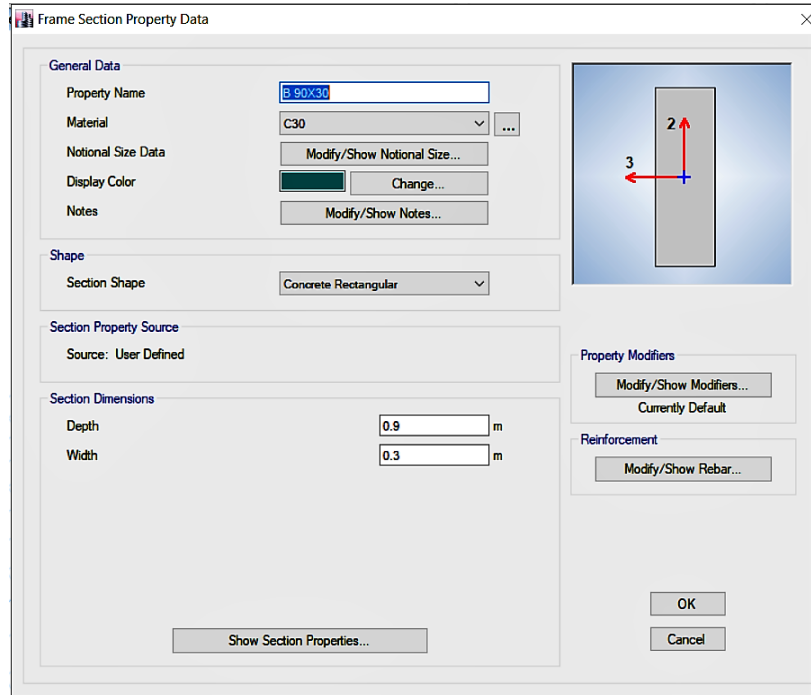 Frame Section Property Data
General Data
Property Name
B 90X30
Material
C30
...
Notional Size Data
Modify/Show Notional Size...
Display Color
Change...
Notes
Modify/Show Notes...
2
3
Shape
Section Shape
Concrete Rectangular
Section Property Source
Source: User Defined
Property Modifiers
Modify/Show Modifiers...
Currently Default
Section Dimensions
Depth
0.9
m
Width
0.3
m
Reinforcement
Modify/Show Rebar...
Show Section Properties...
OK
Cancel